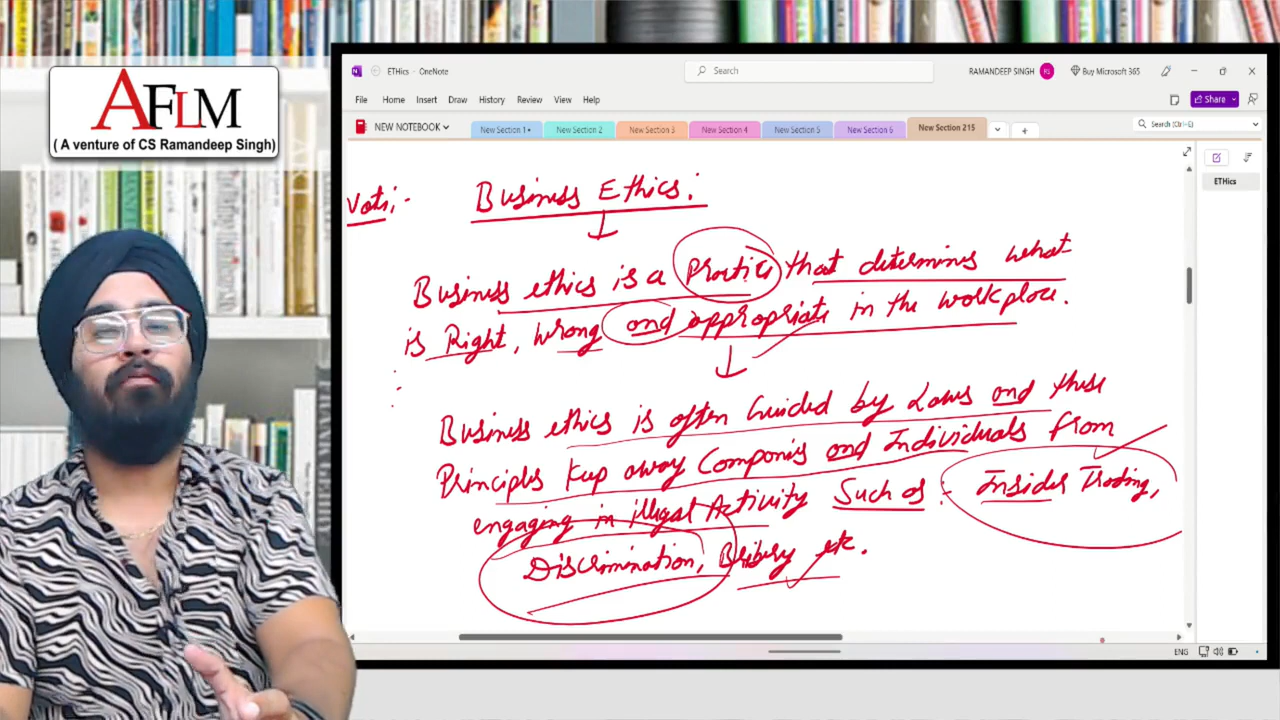 AFLM
( A venture of CS Ramandeep Singh)
ETHics - OneNote
Search
RAMANDEEP SINGH
Buy Microsoft 365
File Home Insert Draw History Review View Help
Share
NEW NOTEBOOK
New Section 1
New Section 2
New Section 3
New Section 4
New Section 5
New Section 6
New Section 215
+
Search (Ctrl+E)
ETHics
Business Ethics:
Business ethics is a Practice that determines what
is Right, wrong and appropriate in the workplace.
Business ethics is often Guided by Laws and these
Principles Keep away Companies and Individuals from
engaging in illegal Activity Such as :- Insider Trading,
Discrimination, Bribery etc.
ENG